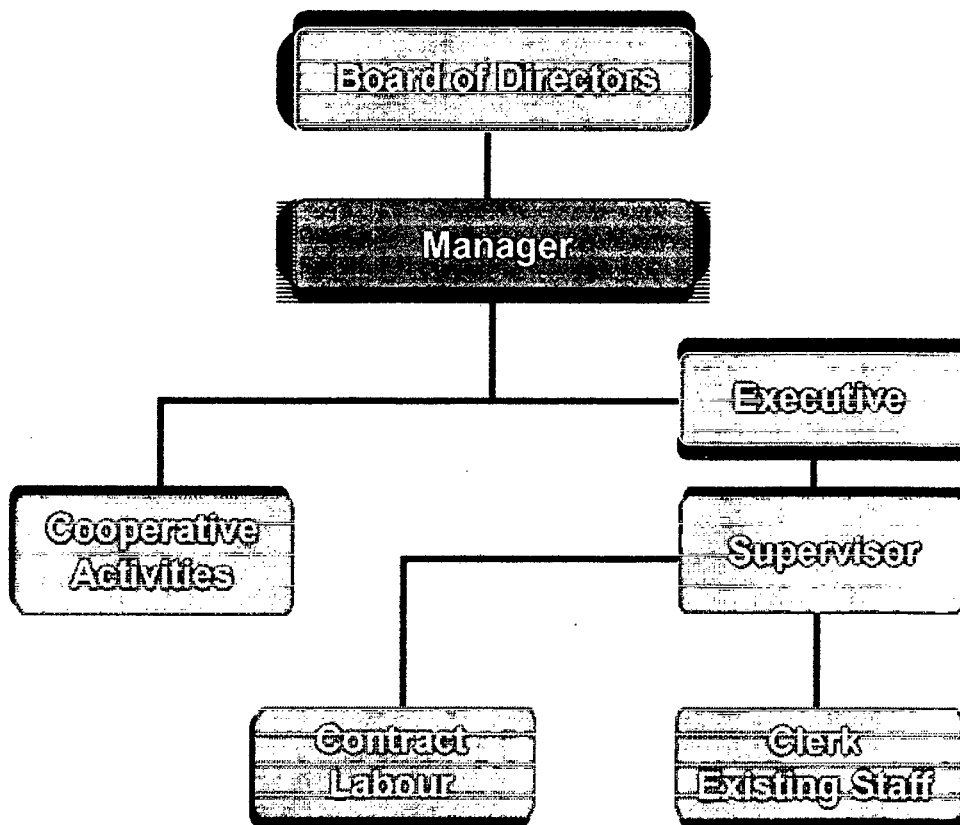 Board of Directors
Manager
Executive
Cooperative
Activities
Supervisor
Contract
Labour
Clerk
Existing Staff